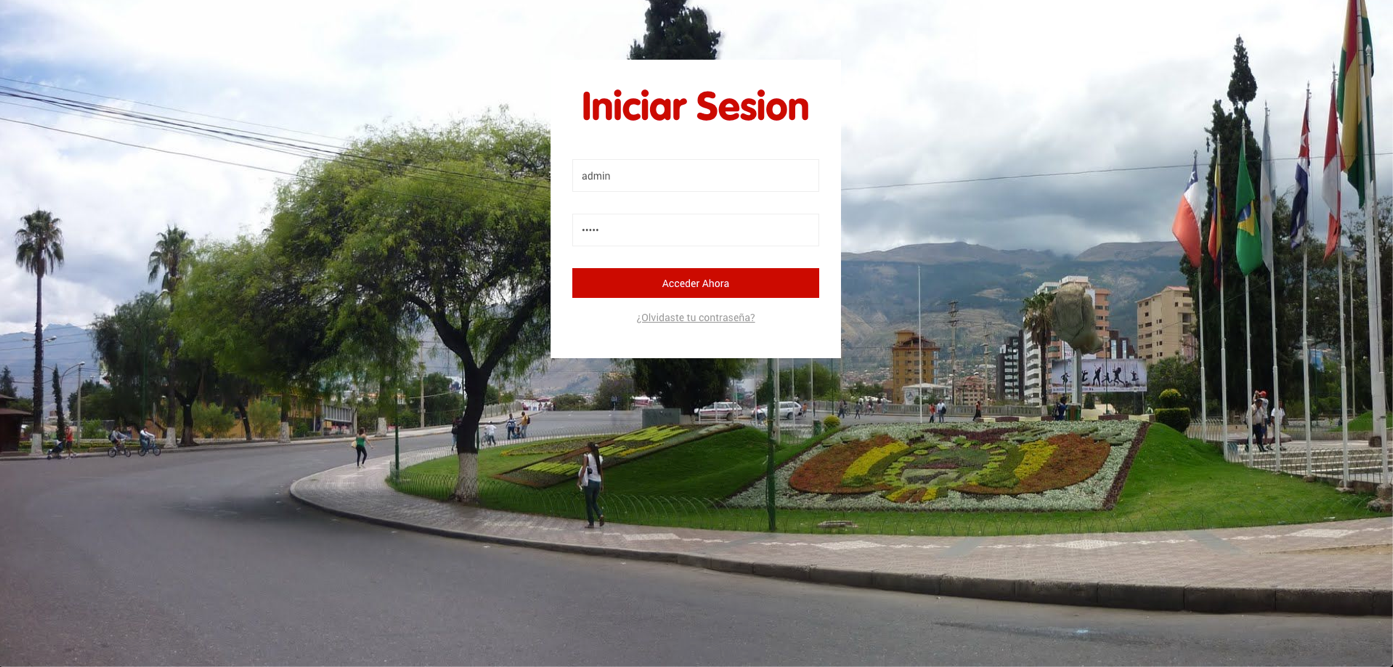 Iniciar Sesion
admin
•••••
Acceder Ahora
¿Olvidaste tu contraseña?